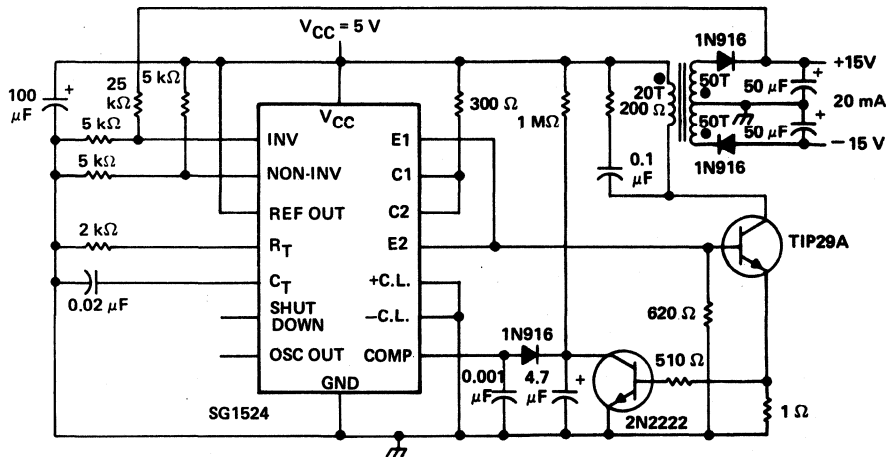 VCC = 5 V
1N916
+15V
100 μF
+
25 kΩ
5 kΩ
20T
200 Ω
50T
50T
50 μF
+
20 mA
50 μF
+
− 15 V
1N916
300 Ω
1 MΩ
0.1 μF
5 kΩ
5 kΩ
2 kΩ
0.02 μF
VCC
INV
NON-INV
REF OUT
RT
CT
SHUT DOWN
OSC OUT
GND
E1
C1
C2
E2
+C.L.
−C.L.
COMP
SG1524
TIP29A
620 Ω
1N916
510 Ω
0.001 μF
4.7 μF
+
2N2222
1 Ω